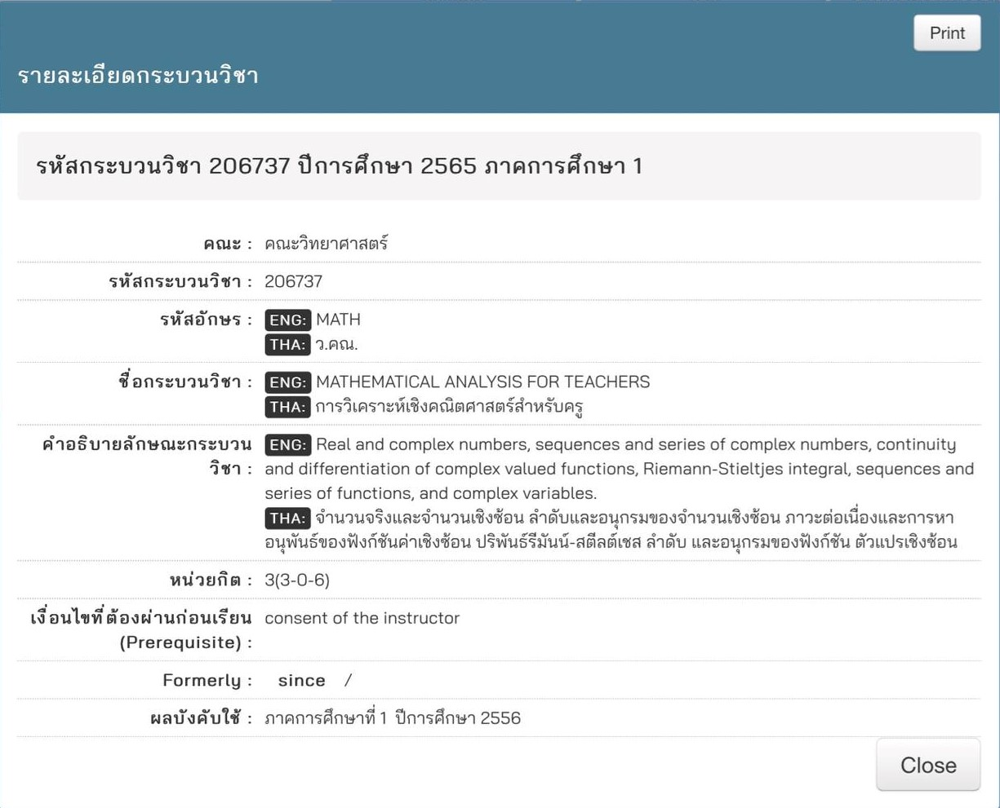 Print
รายละเอียดกระบวนวิชา
รหัสกระบวนวิชา 206737 ปีการศึกษา 2565 ภาคการศึกษา 1
คณะ : คณะวิทยาศาสตร์
รหัสกระบวนวิชา : 206737
รหัสอักษร : ENG: MATH
THA: ว.คณ.
ชื่อกระบวนวิชา : ENG: MATHEMATICAL ANALYSIS FOR TEACHERS
THA: การวิเคราะห์เชิงคณิตศาสตร์สำหรับครู
คำอธิบายลักษณะกระบวน ENG: Real and complex numbers, sequences and series of complex numbers, continuity
วิชา : and differentiation of complex valued functions, Riemann-Stieltjes integral, sequences and
series of functions, and complex variables.
THA: จำนวนจริงและจำนวนเชิงซ้อน ลำดับและอนุกรมของจำนวนเชิงซ้อน ภาวะต่อเนื่องและการหา
อนุพันธ์ของฟังก์ชันค่าเชิงซ้อน ปริพันธ์รีมันน์-สตีลต์เชส ลำดับ และอนุกรมของฟังก์ชัน ตัวแปรเชิงซ้อน
หน่วยกิต : 3(3-0-6)
เงื่อนไขที่ต้องผ่านก่อนเรียน consent of the instructor
(Prerequisite) :
Formerly : since /
ผลบังคับใช้ : ภาคการศึกษาที่ 1 ปีการศึกษา 2556
Close